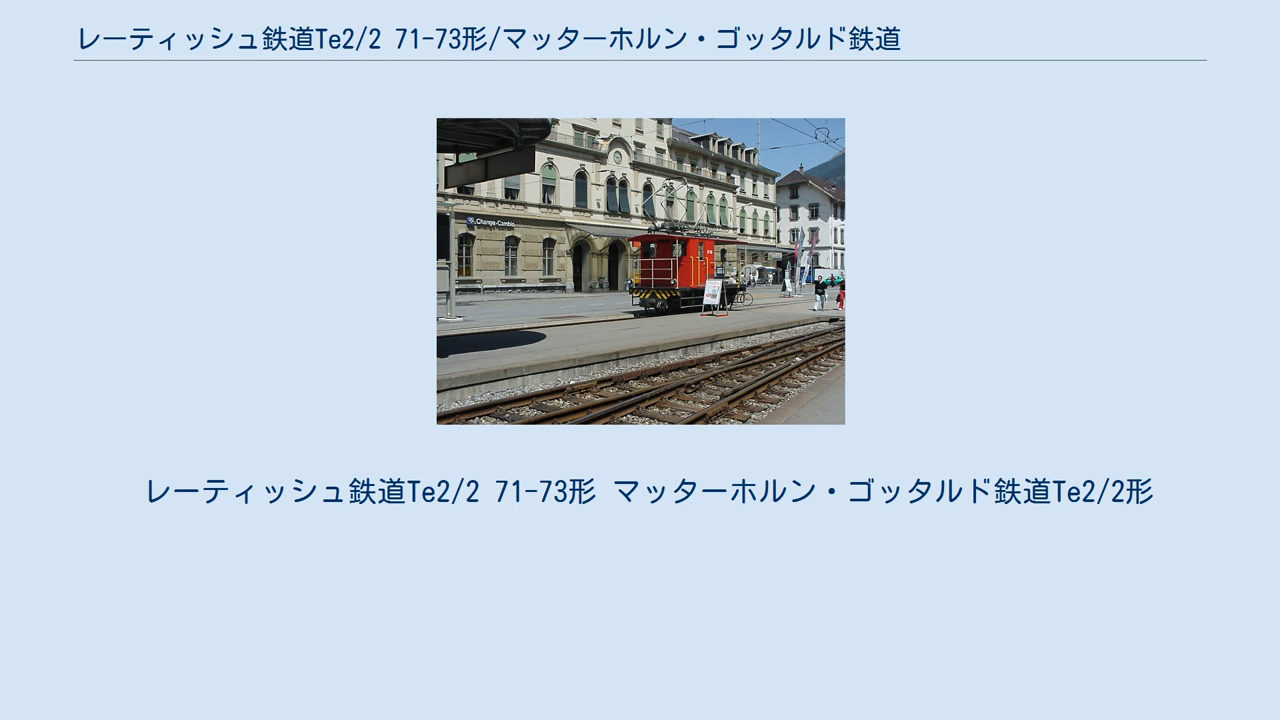 レーティッシュ鉄道Te2/2 71-73形/マッターホルン・ゴッタルド鉄道
Change-Cambio
レーティッシュ鉄道Te2/2 71-73形 マッターホルン・ゴッタルド鉄道Te2/2形